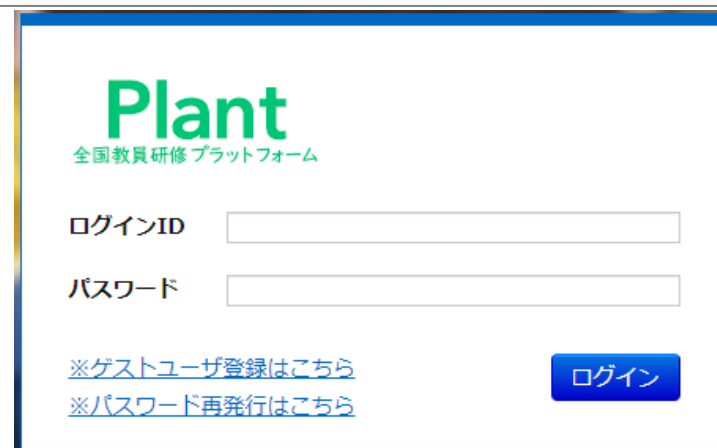 Plant
全国教員研修プラットフォーム
ログインID
パスワード
※ゲストユーザ登録はこちら
ログイン
※パスワード再発行はこちら